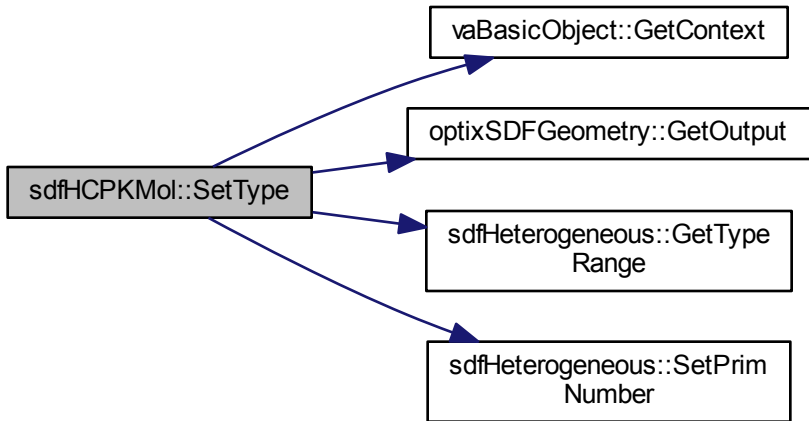 vaBasicObject::GetContext
optixSDFGeometry::GetOutput
sdfHCPKMol::SetType
sdfHeterogeneous::GetType
Range
sdfHeterogeneous::SetPrim
Number